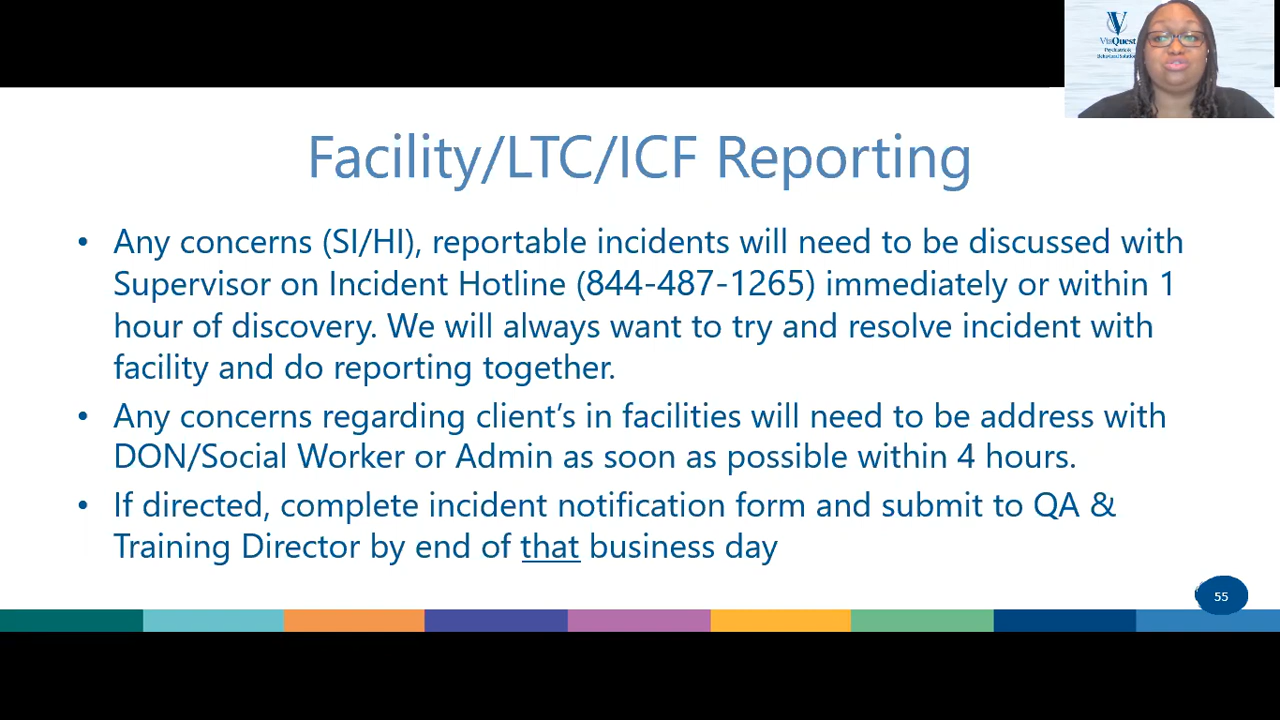 ViaQuest
Psychiatric &
Behavioral Solutions
Facility/LTC/ICF Reporting
• Any concerns (SI/HI), reportable incidents will need to be discussed with
Supervisor on Incident Hotline (844-487-1265) immediately or within 1
hour of discovery. We will always want to try and resolve incident with
facility and do reporting together.
• Any concerns regarding client's in facilities will need to be address with
DON/Social Worker or Admin as soon as possible within 4 hours.
• If directed, complete incident notification form and submit to QA &
Training Director by end of that business day
55